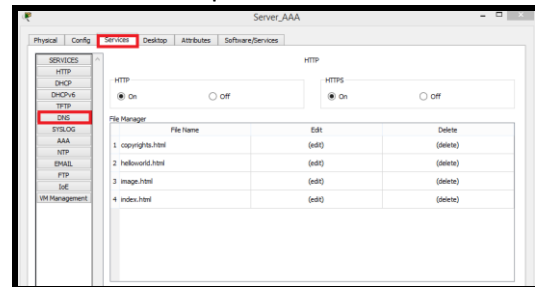 Server_AAA
Physical Config Services Desktop Attributes Software/Services
SERVICES
HTTP
DHCP
DHCPv6
TFTP
DNS
SYSLOG
AAA
NTP
EMAIL
FTP
IoE
VM Management
HTTP
HTTP
On Off
HTTPS
On Off
File Manager
File Name Edit Delete
1 copyrights.html (edit) (delete)
2 helloworld.html (edit) (delete)
3 image.html (edit) (delete)
4 index.html (edit) (delete)